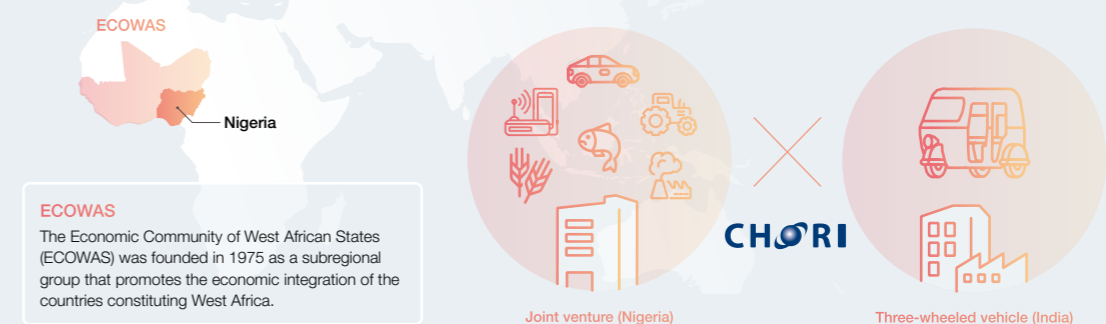 ECOWAS
Nigeria
ECOWAS
The Economic Community of West African States
(ECOWAS) was founded in 1975 as a subregional
group that promotes the economic integration of the
countries constituting West Africa.
CHORI
Joint venture (Nigeria)
Three-wheeled vehicle (India)